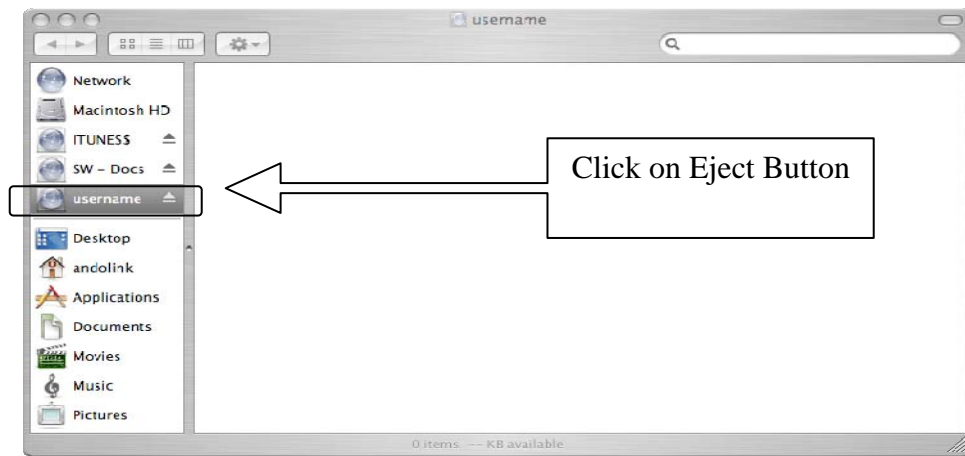 username
Network
Macintosh HD
ITUNES$
SW – Docs
username
Desktop
andolink
Applications
Documents
Movies
Music
Pictures
Click on Eject Button
0 items, -- KB available